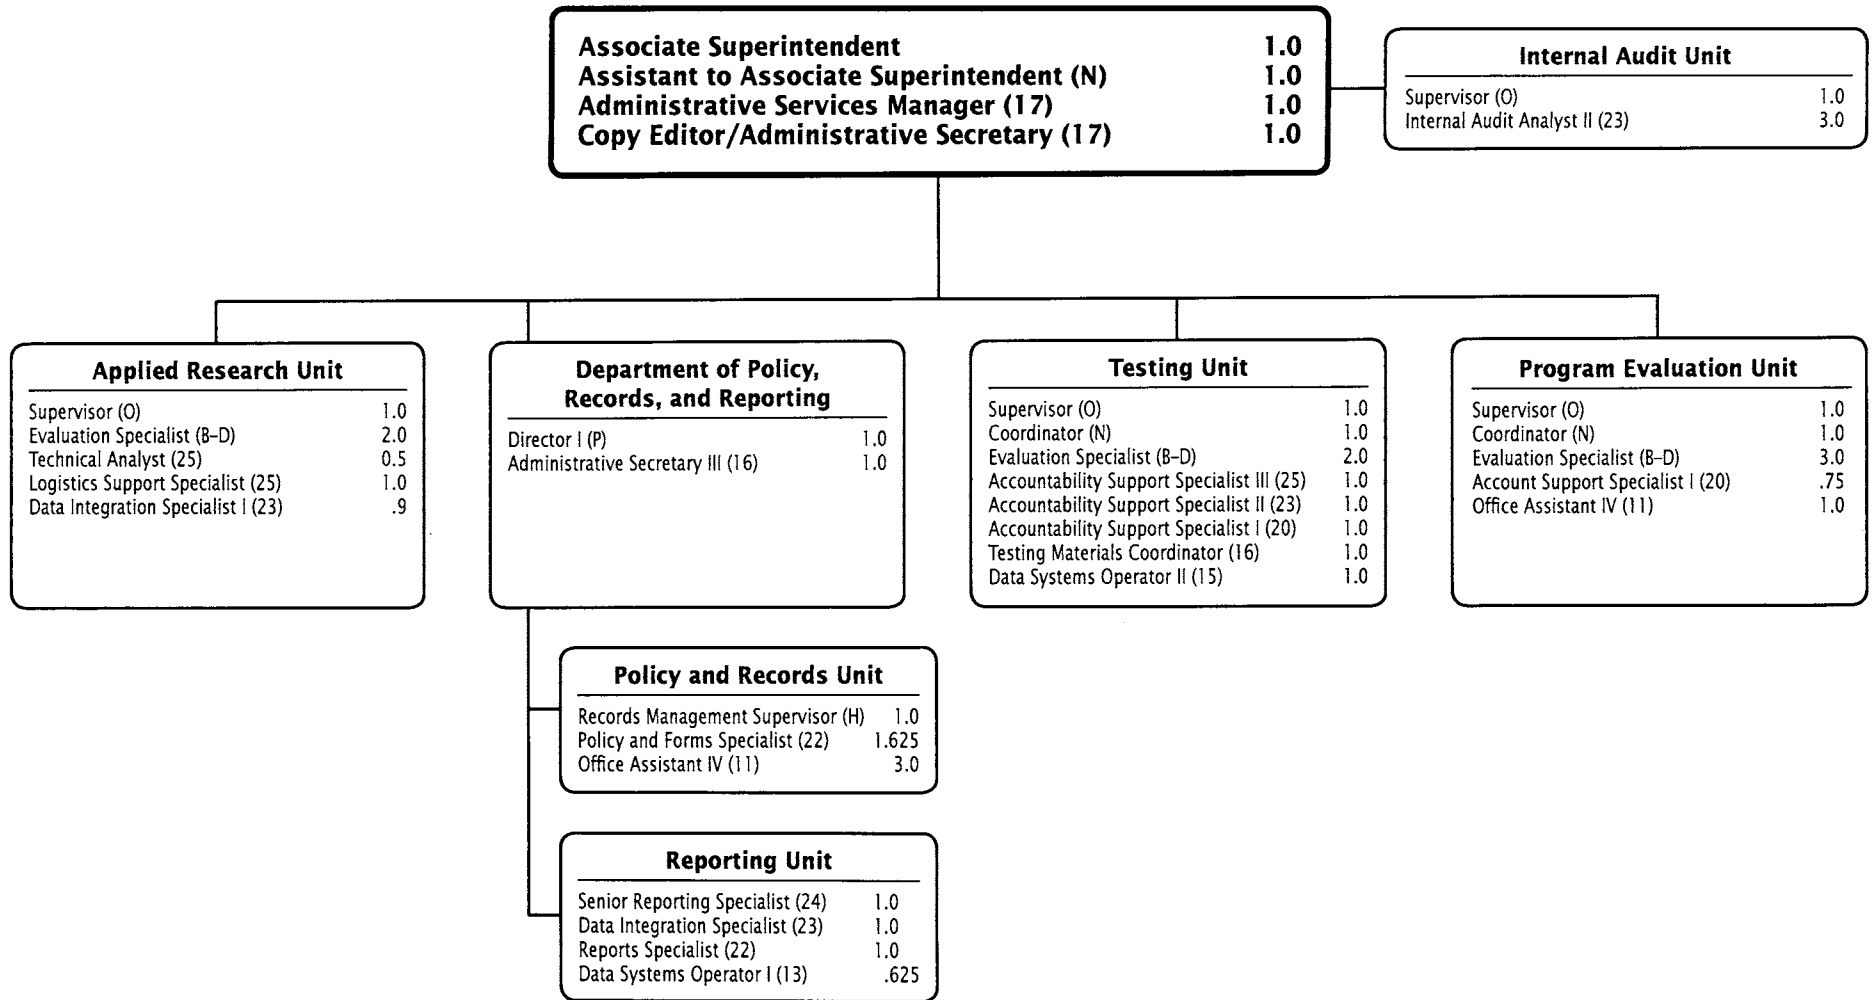 Associate Superintendent 1.0
Assistant to Associate Superintendent (N) 1.0
Administrative Services Manager (17) 1.0
Copy Editor/Administrative Secretary (17) 1.0
Internal Audit Unit
Supervisor (O) 1.0
Internal Audit Analyst II (23) 3.0
Applied Research Unit
Supervisor (O) 1.0
Evaluation Specialist (B–D) 2.0
Technical Analyst (25) 0.5
Logistics Support Specialist (25) 1.0
Data Integration Specialist I (23) .9
Department of Policy,
Records, and Reporting
Director I (P) 1.0
Administrative Secretary III (16) 1.0
Testing Unit
Supervisor (O) 1.0
Coordinator (N) 1.0
Evaluation Specialist (B–D) 2.0
Accountability Support Specialist III (25) 1.0
Accountability Support Specialist II (23) 1.0
Accountability Support Specialist I (20) 1.0
Testing Materials Coordinator (16) 1.0
Data Systems Operator II (15) 1.0
Program Evaluation Unit
Supervisor (O) 1.0
Coordinator (N) 1.0
Evaluation Specialist (B–D) 3.0
Account Support Specialist I (20) .75
Office Assistant IV (11) 1.0
Policy and Records Unit
Records Management Supervisor (H) 1.0
Policy and Forms Specialist (22) 1.625
Office Assistant IV (11) 3.0
Reporting Unit
Senior Reporting Specialist (24) 1.0
Data Integration Specialist (23) 1.0
Reports Specialist (22) 1.0
Data Systems Operator I (13) .625